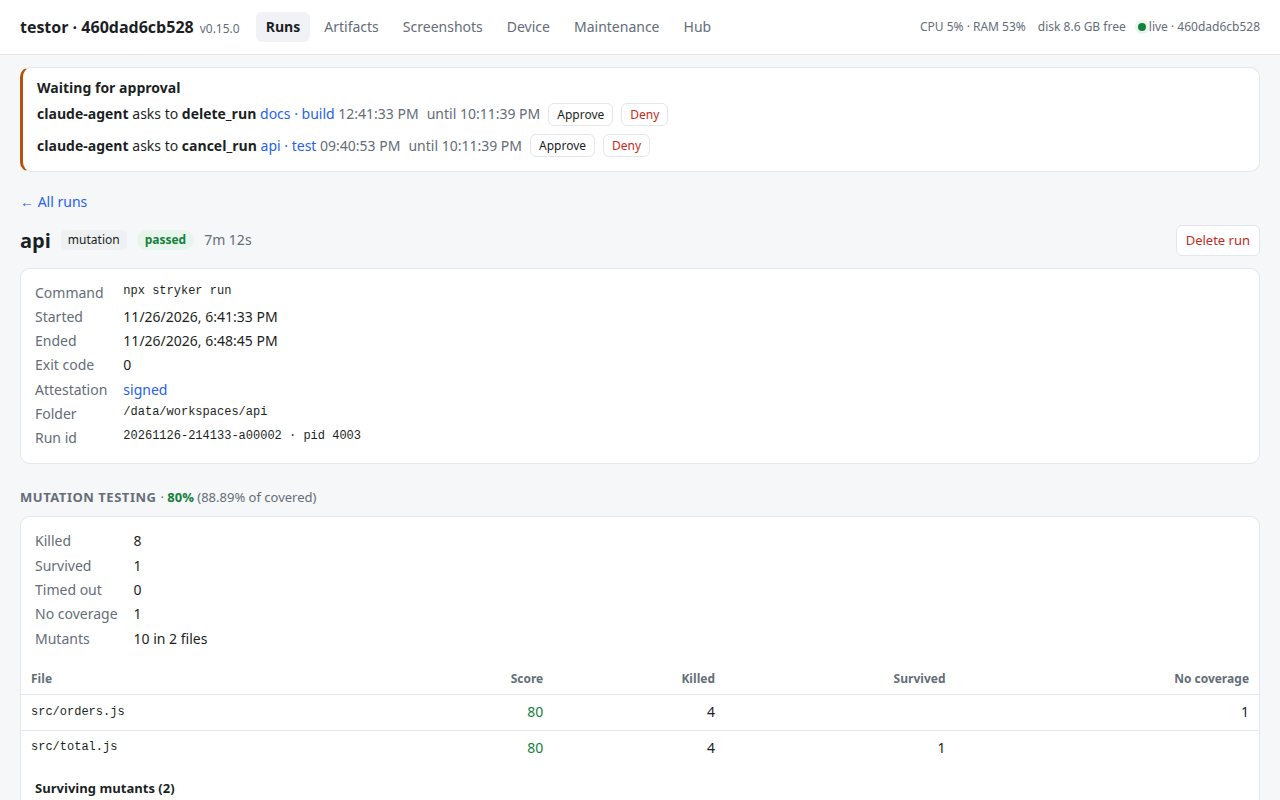 testor · 460dad6cb528 v0.15.0 Runs Artifacts Screenshots Device Maintenance Hub CPU 5% · RAM 53% disk 8.6 GB free live · 460dad6cb528
Waiting for approval
claude-agent asks to delete_run docs · build 12:41:33 PM until 10:11:39 PM Approve Deny
claude-agent asks to cancel_run api · test 09:40:53 PM until 10:11:39 PM Approve Deny
← All runs
api mutation passed 7m 12s Delete run
Command npx stryker run
Started 11/26/2026, 6:41:33 PM
Ended 11/26/2026, 6:48:45 PM
Exit code 0
Attestation signed
Folder /data/workspaces/api
Run id 20261126-214133-a00002 · pid 4003
MUTATION TESTING · 80% (88.89% of covered)
Killed 8
Survived 1
Timed out 0
No coverage 1
Mutants 10 in 2 files
File Score Killed Survived No coverage
src/orders.js 80 4 1
src/total.js 80 4 1
Surviving mutants (2)